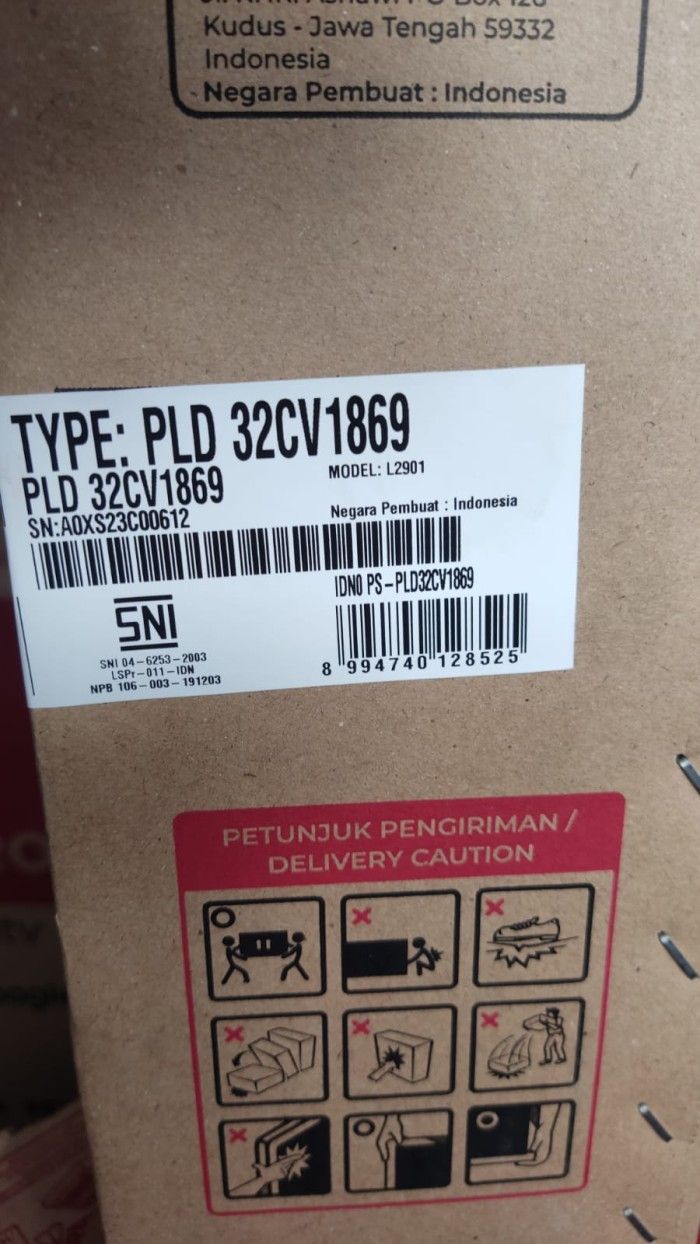 Kudus - Jawa Tengah 59332
Indonesia
- Negara Pembuat : Indonesia
TYPE: PLD 32CV1869
PLD 32CV1869
MODEL: L2901
SN:A0XS23C00612
Negara Pembuat : Indonesia
IDNO PS-PLD32CV1869
SNI
SNI 04-6253-2003
LSPr-011-IDN
NPB 106-003-191203
8 994740 128525
PETUNJUK PENGIRIMAN /
DELIVERY CAUTION